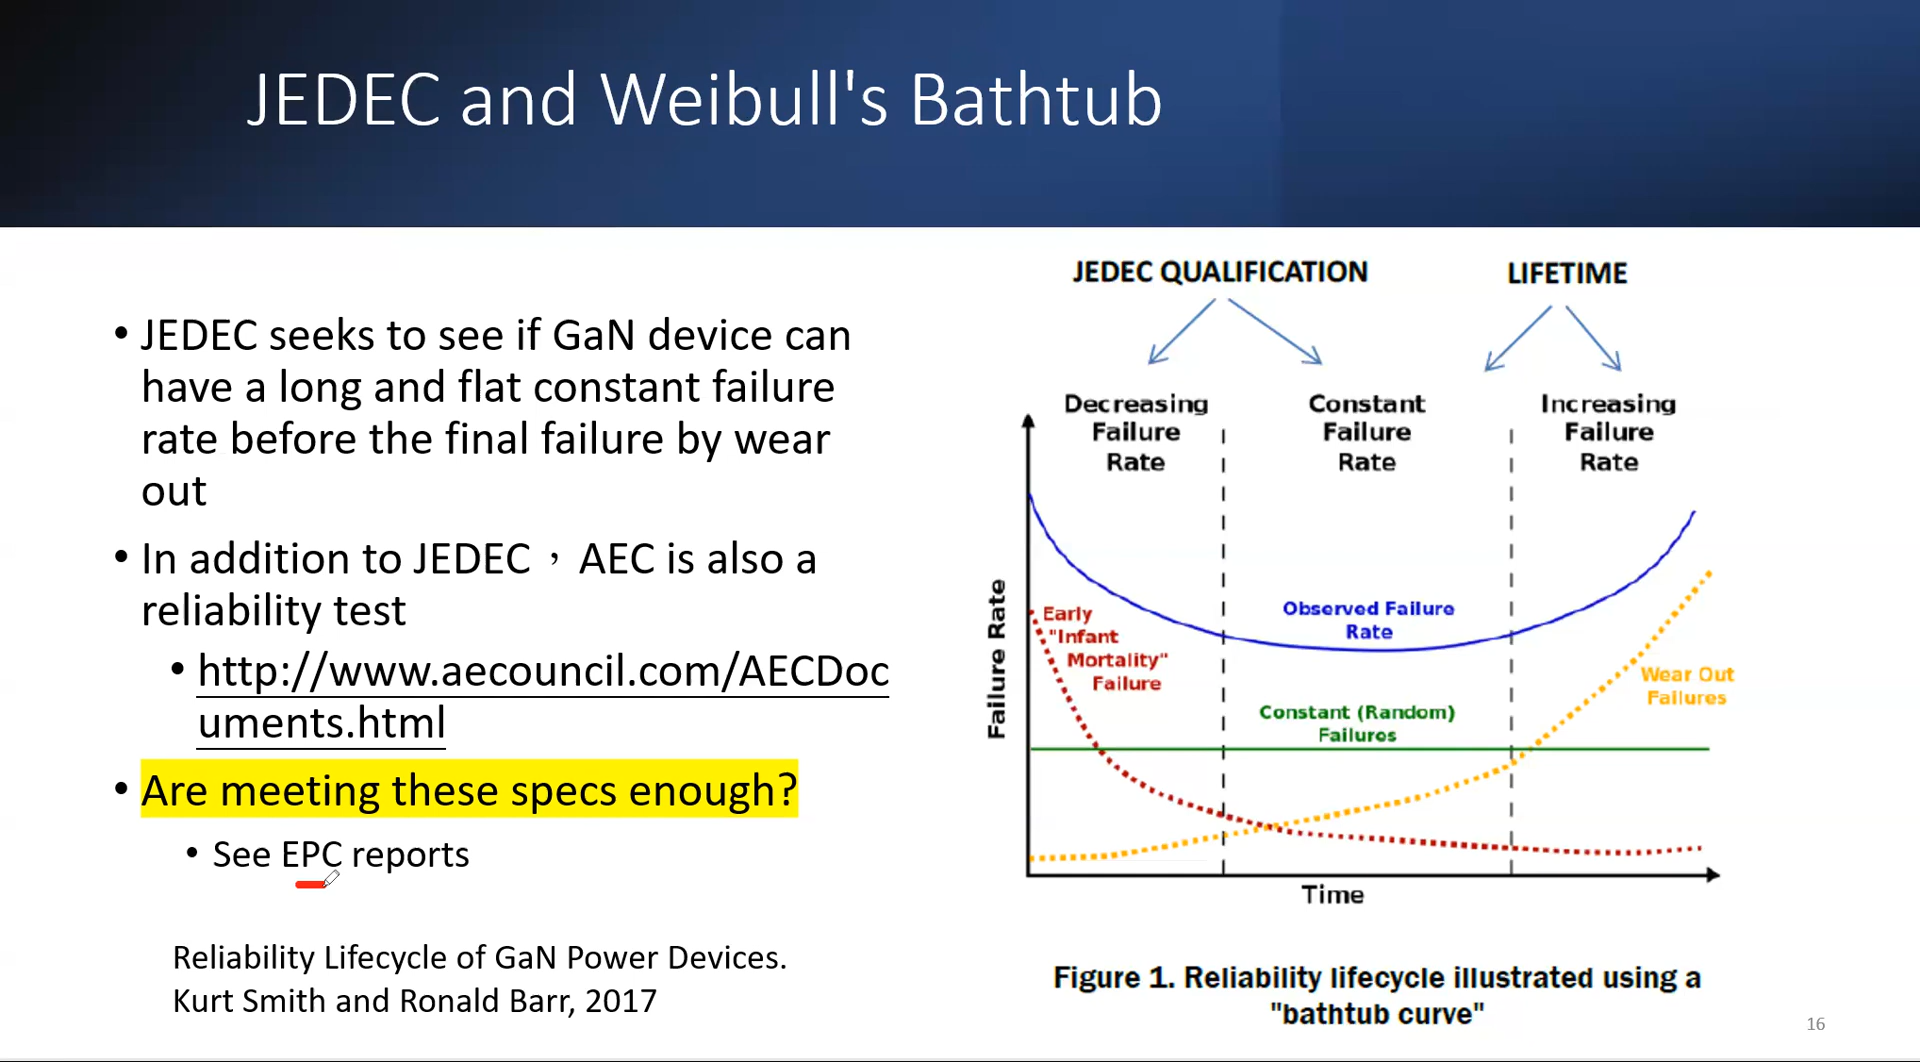 JEDEC and Weibull's Bathtub
• JEDEC seeks to see if GaN device can
have a long and flat constant failure
rate before the final failure by wear
out
• In addition to JEDEC，AEC is also a
reliability test
• http://www.aecouncil.com/AECDoc
uments.html
• Are meeting these specs enough?
• See EPC reports
Reliability Lifecycle of GaN Power Devices.
Kurt Smith and Ronald Barr, 2017
JEDEC QUALIFICATION
LIFETIME
Decreasing
Failure
Rate
Constant
Failure
Rate
Increasing
Failure
Rate
Failure Rate
Early
"Infant
Mortality"
Failure
Observed Failure
Rate
Constant (Random)
Failures
Wear Out
Failures
Time
Figure 1. Reliability lifecycle illustrated using a
"bathtub curve"
16